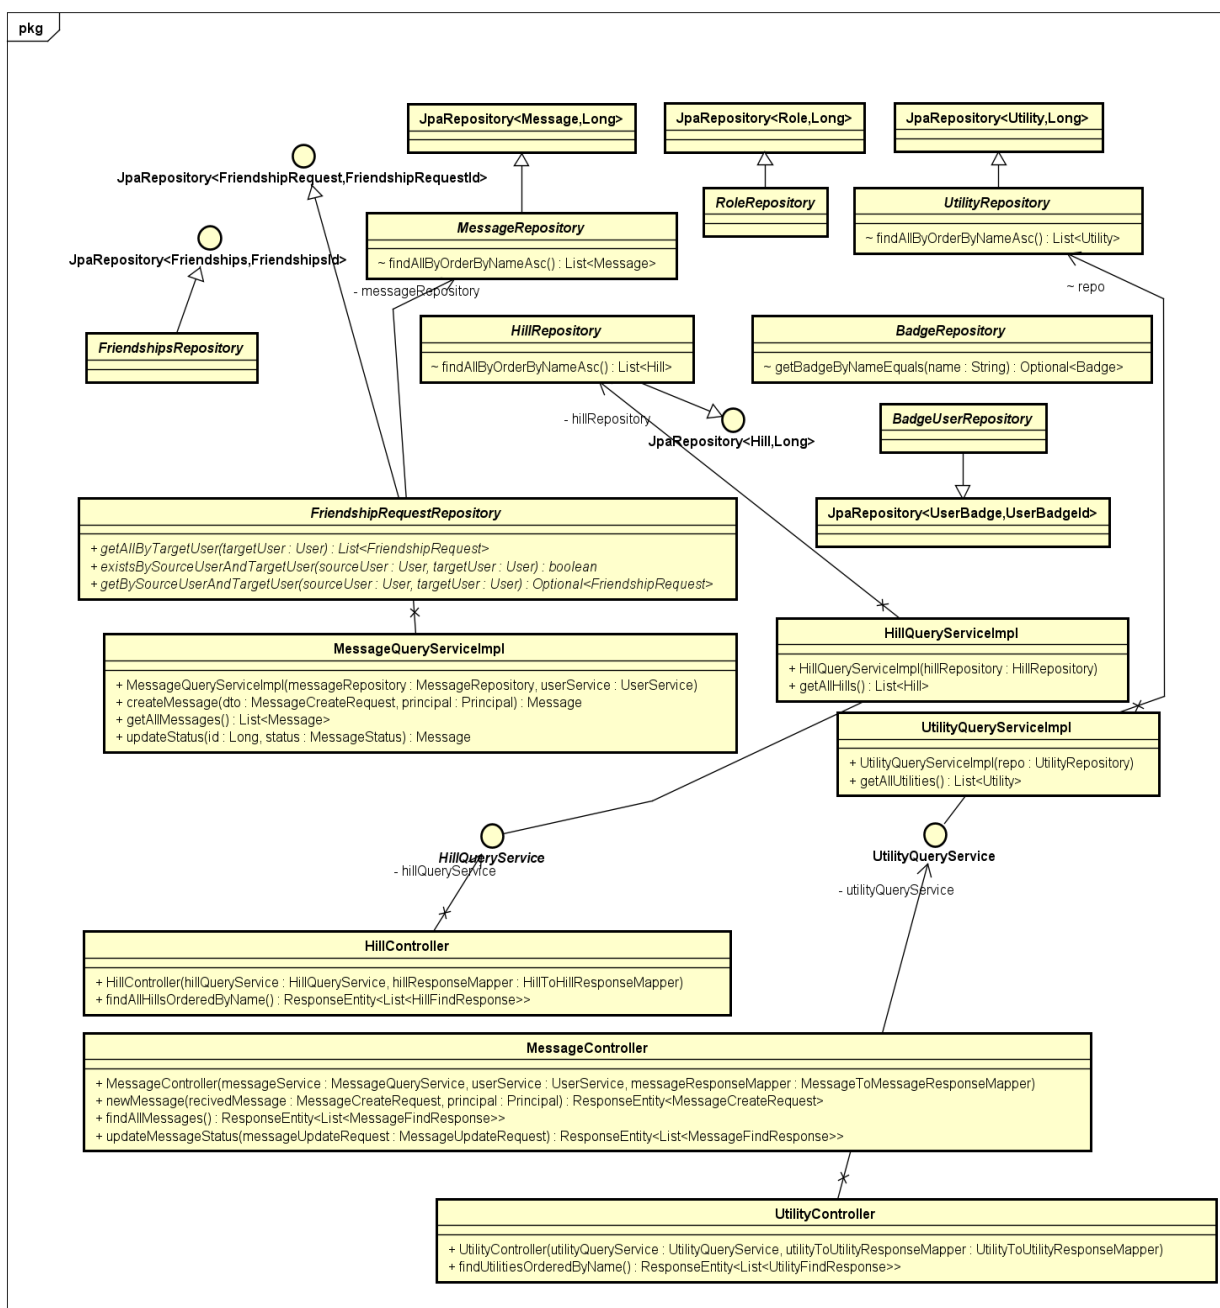 pkg
JpaRepository<Message,Long>
JpaRepository<Role,Long>
JpaRepository<Utility,Long>
JpaRepository<FriendshipRequest,FriendshipRequestId>
RoleRepository
UtilityRepository
~ findAllByOrderByNameAsc() : List<Utility>
MessageRepository
~ findAllByOrderByNameAsc() : List<Message>
JpaRepository<Friendships,FriendshipsId>
- messageRepository
~ repo
FriendshipsRepository
HillRepository
~ findAllByOrderByNameAsc() : List<Hill>
BadgeRepository
~ getBadgeByNameEquals(name : String) : Optional<Badge>
- hillRepository
JpaRepository<Hill,Long>
BadgeUserRepository
JpaRepository<UserBadge,UserBadgeId>
FriendshipRequestRepository
+ getAllByTargetUser(targetUser : User) : List<FriendshipRequest>
+ existsBySourceUserAndTargetUser(sourceUser : User, targetUser : User) : boolean
+ getBySourceUserAndTargetUser(sourceUser : User, targetUser : User) : Optional<FriendshipRequest>
MessageQueryServiceImpl
+ MessageQueryServiceImpl(messageRepository : MessageRepository, userService : UserService)
+ createMessage(dto : MessageCreateRequest, principal : Principal) : Message
+ getAllMessages() : List<Message>
+ updateStatus(id : Long, status : MessageStatus) : Message
HillQueryServiceImpl
+ HillQueryServiceImpl(hillRepository : HillRepository)
+ getAllHills() : List<Hill>
UtilityQueryServiceImpl
+ UtilityQueryServiceImpl(repo : UtilityRepository)
+ getAllUtilities() : List<Utility>
HillQueryService
- hillQueryService
UtilityQueryService
- utilityQueryService
HillController
+ HillController(hillQueryService : HillQueryService, hillResponseMapper : HillToHillResponseMapper)
+ findAllHillsOrderedByName() : ResponseEntity<List<HillFindResponse>>
MessageController
+ MessageController(messageService : MessageQueryService, userService : UserService, messageResponseMapper : MessageToMessageResponseMapper)
+ newMessage(recivedMessage : MessageCreateRequest, principal : Principal) : ResponseEntity<MessageCreateRequest>
+ findAllMessages() : ResponseEntity<List<MessageFindResponse>>
+ updateMessageStatus(messageUpdateRequest : MessageUpdateRequest) : ResponseEntity<List<MessageFindResponse>>
UtilityController
+ UtilityController(utilityQueryService : UtilityQueryService, utilityToUtilityResponseMapper : UtilityToUtilityResponseMapper)
+ findUtilitiesOrderedByName() : ResponseEntity<List<UtilityFindResponse>>